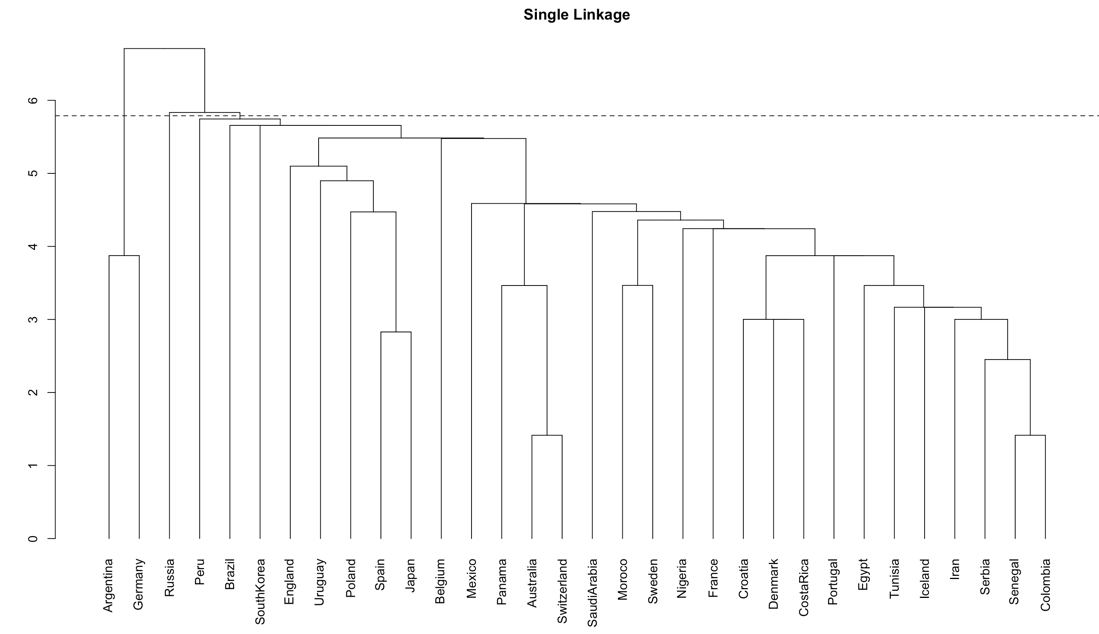 Single Linkage
6
5
4
3
2
1
0
Argentina
Germany
Russia
Peru
Brazil
SouthKorea
England
Uruguay
Poland
Spain
Japan
Belgium
Mexico
Panama
Australia
Switzerland
SaudiArabia
Moroco
Sweden
Nigeria
France
Croatia
Denmark
CostaRica
Portugal
Egypt
Tunisia
Iceland
Iran
Serbia
Senegal
Colombia